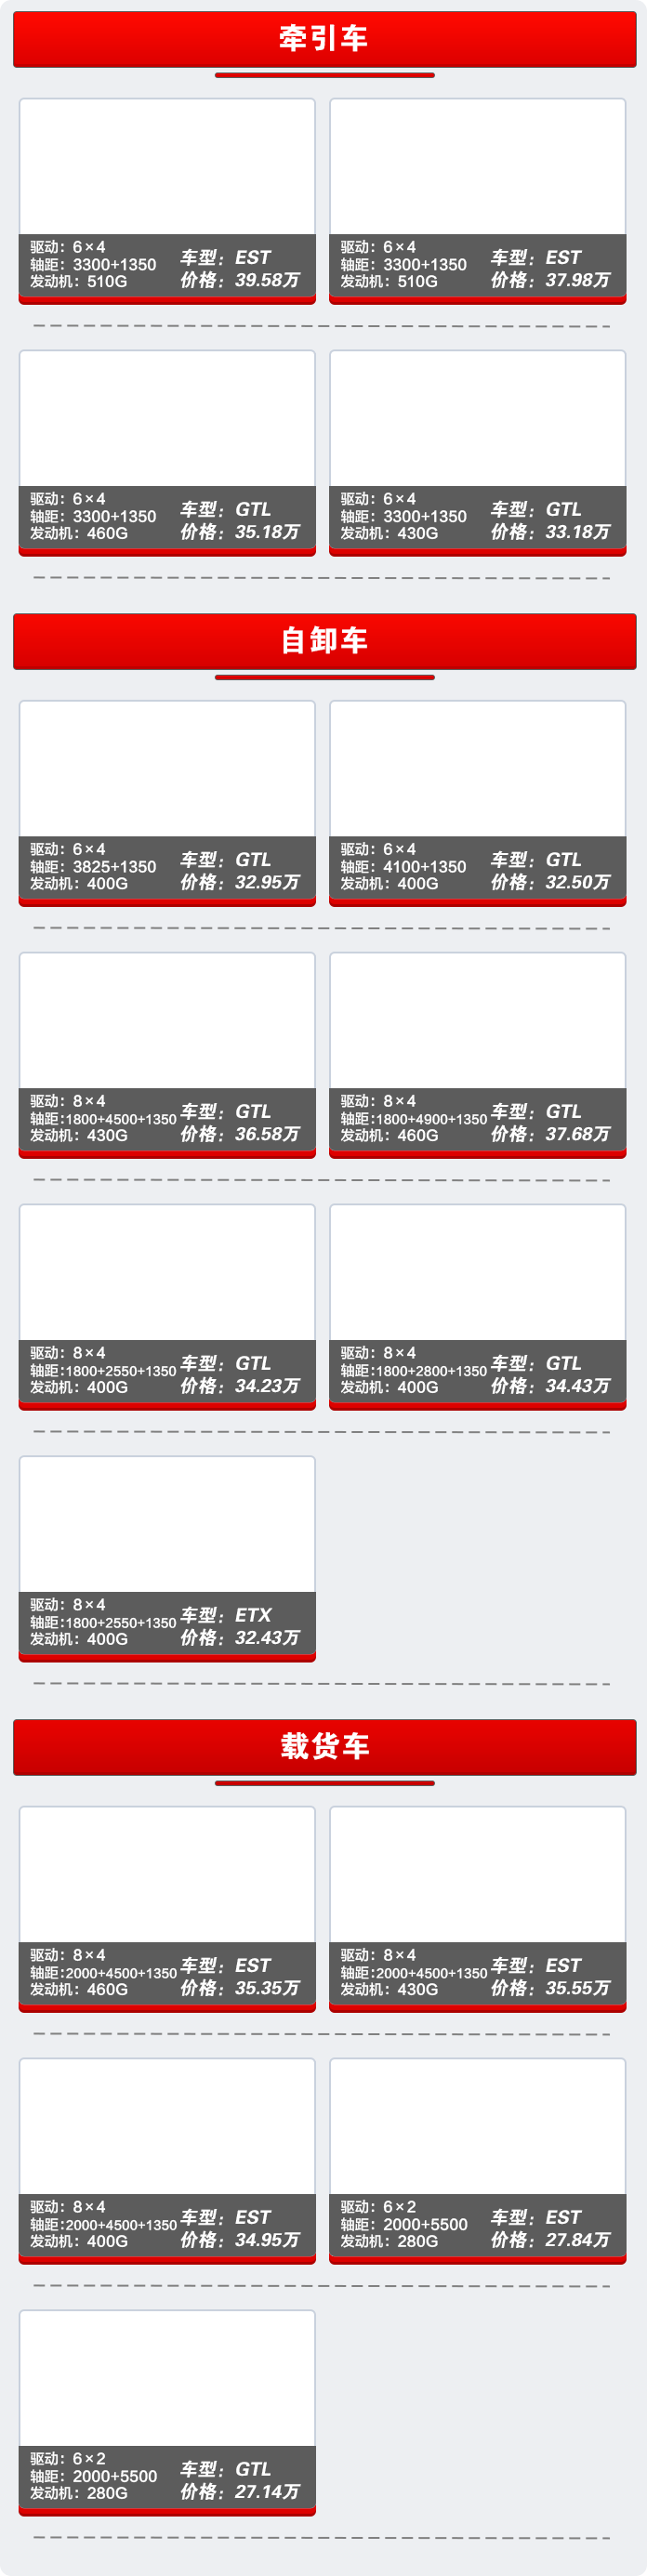 牵引车
驱动：6×4
轴距：3300+1350
发动机：510G
车型：EST
价格：39.58万
驱动：6×4
轴距：3300+1350
发动机：510G
车型：EST
价格：37.98万
驱动：6×4
轴距：3300+1350
发动机：460G
车型：GTL
价格：35.18万
驱动：6×4
轴距：3300+1350
发动机：430G
车型：GTL
价格：33.18万
自卸车
驱动：6×4
轴距：3825+1350
发动机：400G
车型：GTL
价格：32.95万
驱动：6×4
轴距：4100+1350
发动机：400G
车型：GTL
价格：32.50万
驱动：8×4
轴距：1800+4500+1350
发动机：430G
车型：GTL
价格：36.58万
驱动：8×4
轴距：1800+4900+1350
发动机：460G
车型：GTL
价格：37.68万
驱动：8×4
轴距：1800+2550+1350
发动机：400G
车型：GTL
价格：34.23万
驱动：8×4
轴距：1800+2800+1350
发动机：400G
车型：GTL
价格：34.43万
驱动：8×4
轴距：1800+2550+1350
发动机：400G
车型：ETX
价格：32.43万
载货车
驱动：8×4
轴距：2000+4500+1350
发动机：460G
车型：EST
价格：35.35万
驱动：8×4
轴距：2000+4500+1350
发动机：430G
车型：EST
价格：35.55万
驱动：8×4
轴距：2000+4500+1350
发动机：400G
车型：EST
价格：34.95万
驱动：6×2
轴距：2000+5500
发动机：280G
车型：EST
价格：27.84万
驱动：6×2
轴距：2000+5500
发动机：280G
车型：GTL
价格：27.14万